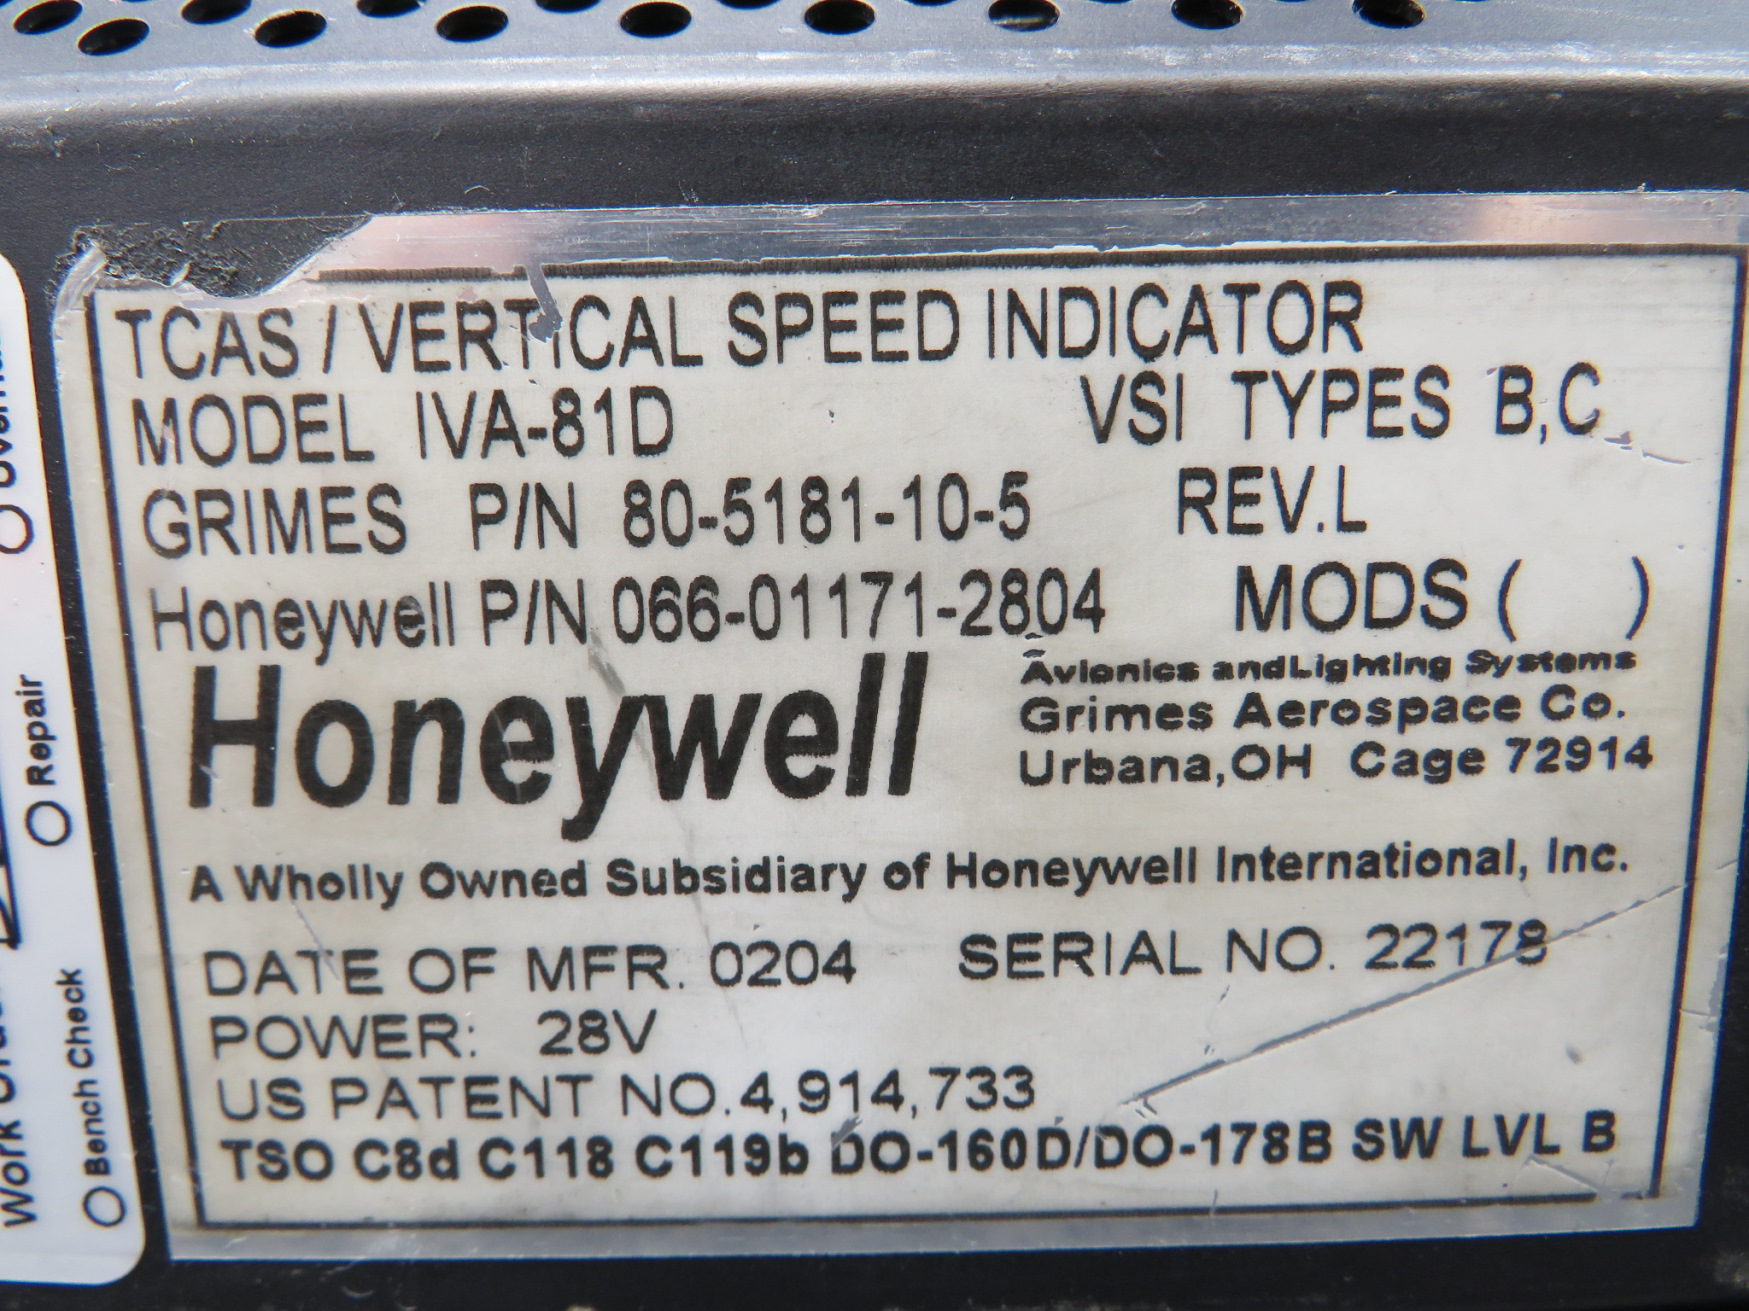 TCAS / VERTICAL SPEED INDICATOR
MODEL IVA-81D VSI TYPES B,C
GRIMES P/N 80-5181-10-5 REV.L
Honeywell P/N 066-01171-2804 MODS ( )
Honeywell
Avionics and Lighting Systems
Grimes Aerospace Co.
Urbana,OH Cage 72914
A Wholly Owned Subsidiary of Honeywell International, Inc.
DATE OF MFR. 0204 SERIAL NO. 22178
POWER: 28V
US PATENT NO.4,914,733
TSO C8d C118 C119b DO-160D/DO-178B SW LVL B
Repair
Bench Check
Work